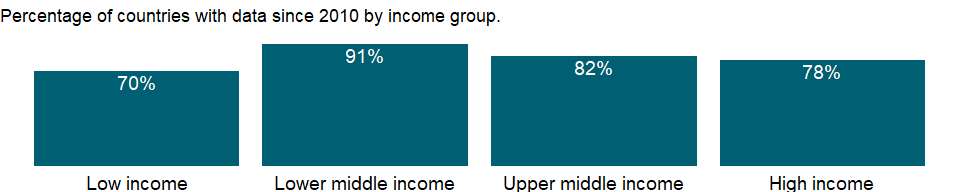 Percentage of countries with data since 2010 by income group.
70%
91%
82%
78%
Low income
Lower middle income
Upper middle income
High income